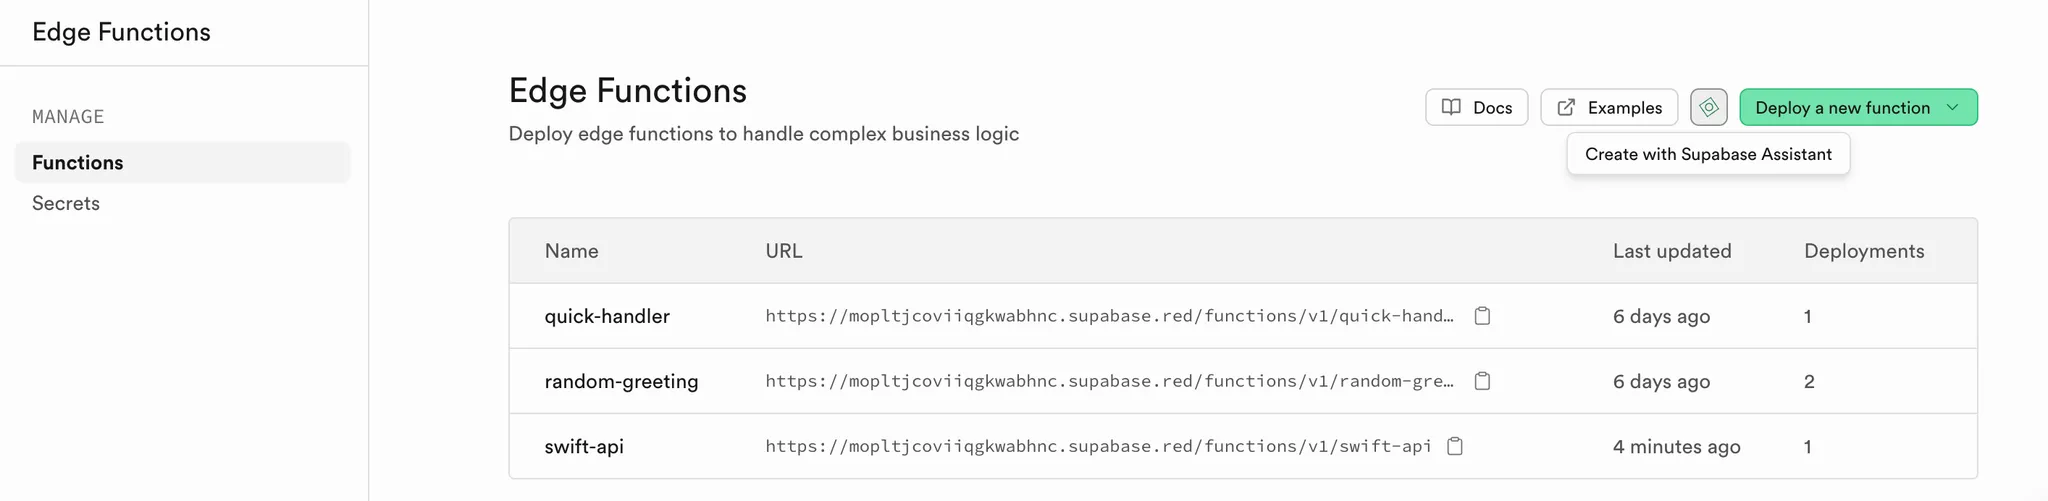 Edge Functions
MANAGE
Functions
Secrets
Edge Functions
Deploy edge functions to handle complex business logic
Docs
Examples
Deploy a new function
Create with Supabase Assistant
Name URL Last updated Deployments
quick-handler https://mopltjcoviiqgkwabhnc.supabase.red/functions/v1/quick-hand… 6 days ago 1
random-greeting https://mopltjcoviiqgkwabhnc.supabase.red/functions/v1/random-gre… 6 days ago 2
swift-api https://mopltjcoviiqgkwabhnc.supabase.red/functions/v1/swift-api 4 minutes ago 1